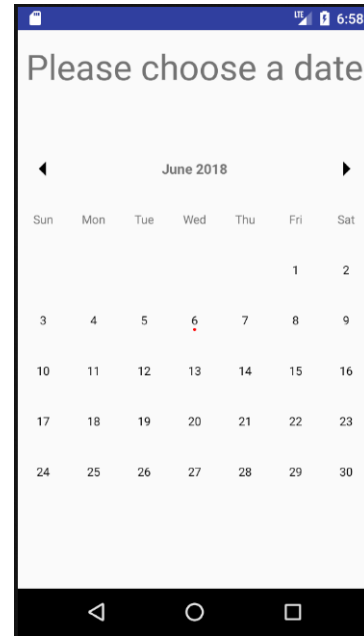 LTE 6:58
Please choose a date
June 2018
Sun Mon Tue Wed Thu Fri Sat
1 2
3 4 5 6 7 8 9
10 11 12 13 14 15 16
17 18 19 20 21 22 23
24 25 26 27 28 29 30